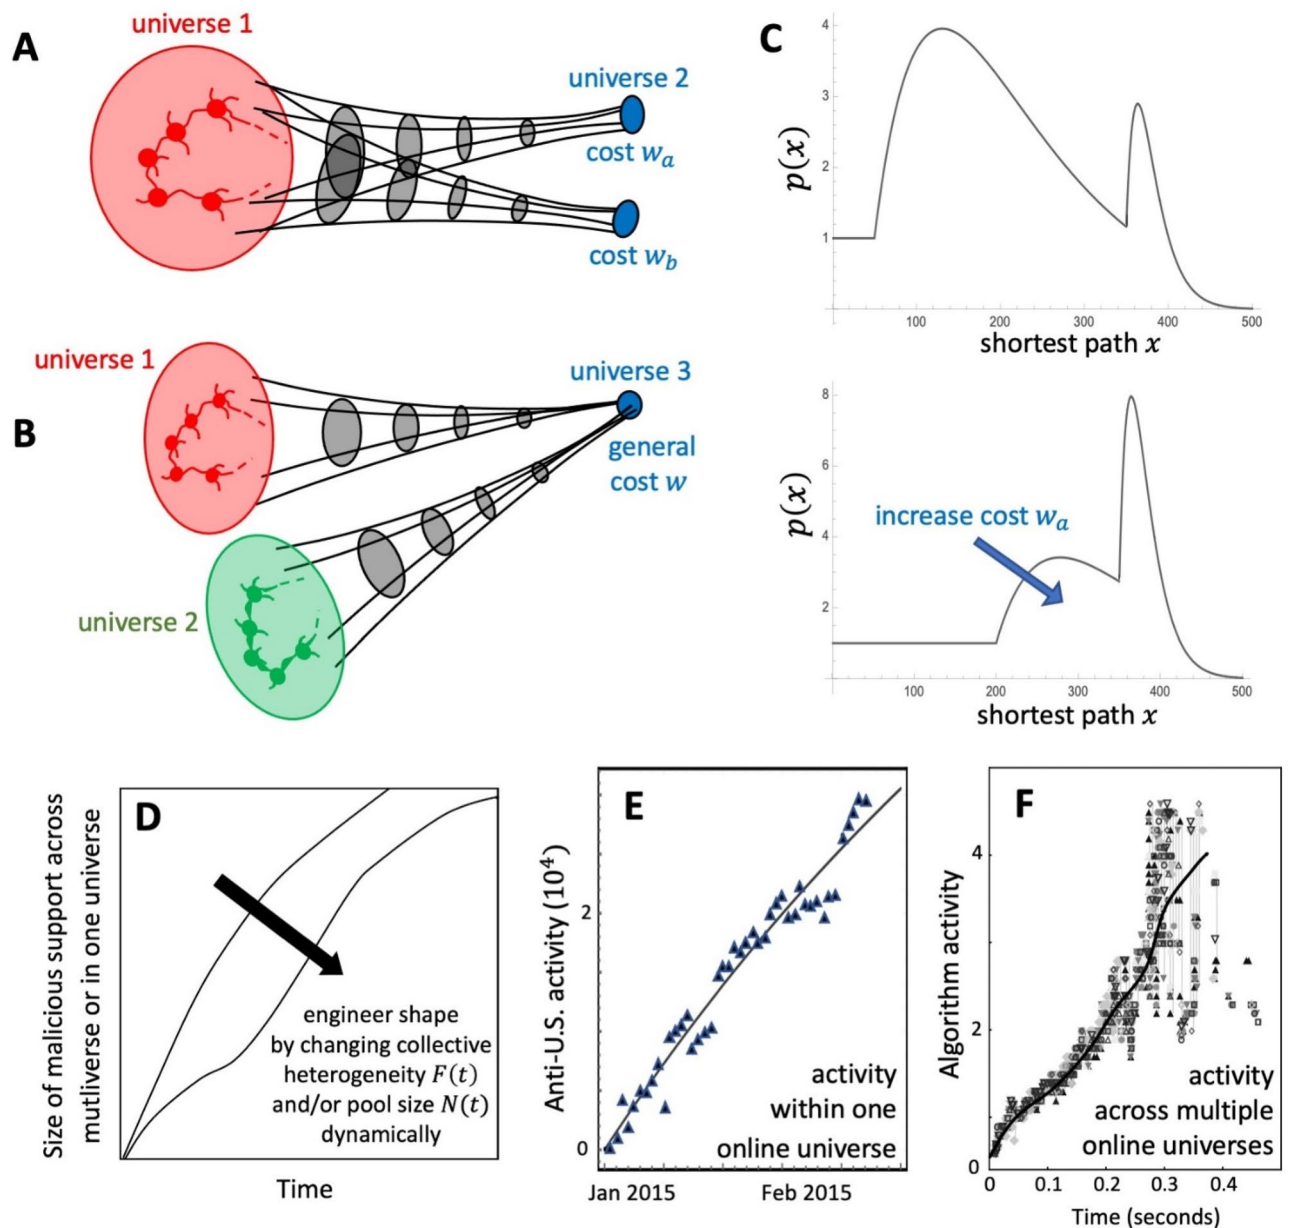 A
universe 1
universe 2
cost w_a
cost w_b
C
4
3
2
1
p(x)
100
200
300
400
500
shortest path x
B
universe 1
universe 3
general
cost w
universe 2
8
6
4
2
p(x)
increase cost w_a
100
200
300
400
500
shortest path x
D
Size of malicious support across
mutliverse or in one universe
engineer shape
by changing collective
heterogeneity F(t)
and/or pool size N(t)
dynamically
Time
E
Anti-U.S. activity (10⁴)
2
0
activity
within one
online universe
Jan 2015
Feb 2015
F
Algorithm activity
4
2
0
activity
across multiple
online universes
0
0.1
0.2
0.3
0.4
Time (seconds)